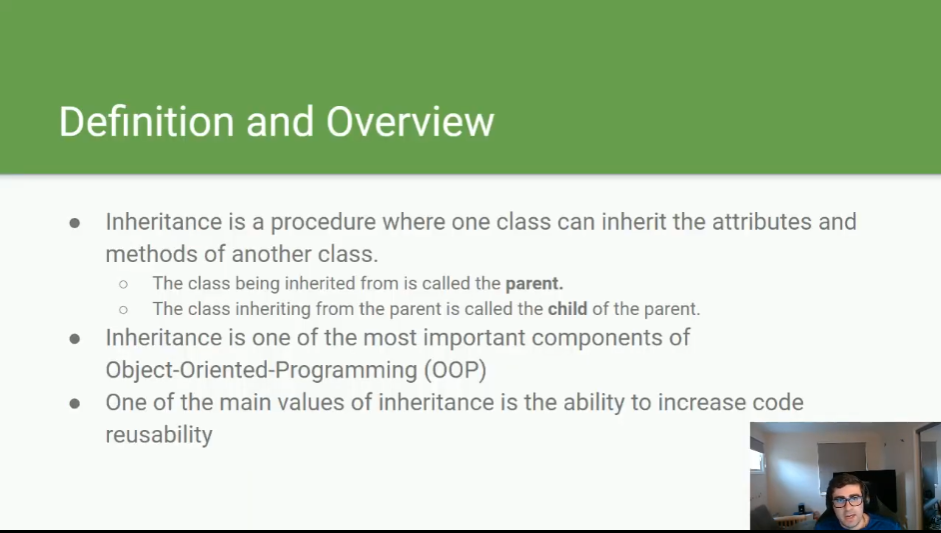 Definition and Overview
● Inheritance is a procedure where one class can inherit the attributes and
methods of another class.
○ The class being inherited from is called the parent.
○ The class inheriting from the parent is called the child of the parent.
● Inheritance is one of the most important components of
Object-Oriented-Programming (OOP)
● One of the main values of inheritance is the ability to increase code
reusability